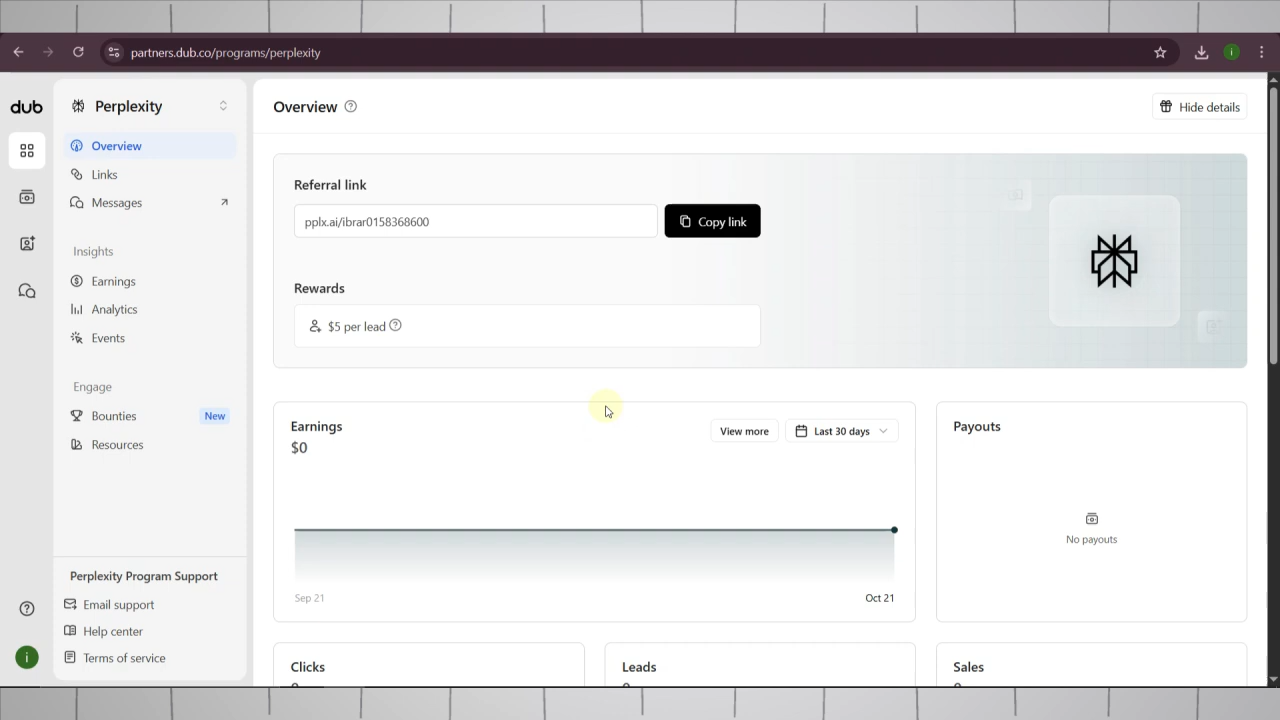 partners.dub.co/programs/perplexity
i
dub
Perplexity
Overview
Links
Messages
Insights
Earnings
Analytics
Events
Engage
Bounties New
Resources
Perplexity Program Support
Email support
Help center
Terms of service
i
Overview
Hide details
Referral link
pplx.ai/ibrar0158368600
Copy link
Rewards
$5 per lead
Earnings
$0
View more
Last 30 days
Sep 21
Oct 21
Payouts
No payouts
Clicks
Leads
Sales